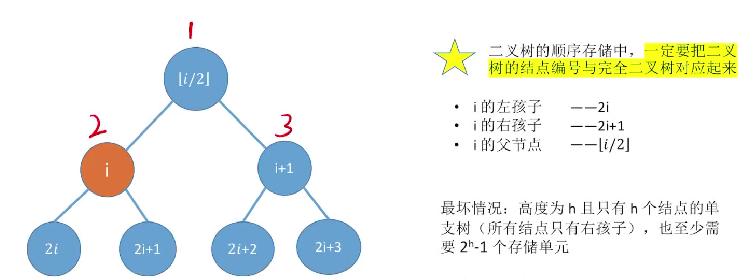 1
⌊i/2⌋
2
3
i
i+1
2i
2i+1
2i+2
2i+3
二叉树的顺序存储中，一定要把二叉
树的结点编号与完全二叉树对应起来
• i 的左孩子 ——2i
• i 的右孩子 ——2i+1
• i 的父节点 ——⌊i/2⌋
最坏情况：高度为 h 且只有 h 个结点的单
支树（所有结点只有右孩子），也至少需
要 2ʰ-1 个存储单元